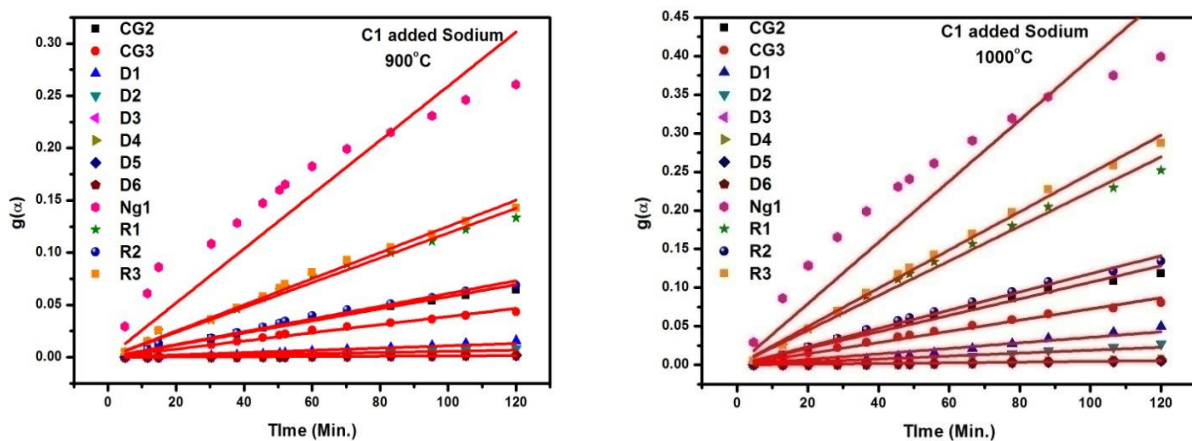 C1 added Sodium
900°C
CG2
CG3
D1
D2
D3
D4
D5
D6
Ng1
R1
R2
R3
g(α)
0.30
0.25
0.20
0.15
0.10
0.05
0.00
0 20 40 60 80 100 120
TIme (Min.)
C1 added Sodium
1000°C
CG2
CG3
D1
D2
D3
D4
D5
D6
Ng1
R1
R2
R3
g(α)
0.45
0.40
0.35
0.30
0.25
0.20
0.15
0.10
0.05
0.00
0 20 40 60 80 100 120
TIme (Min.)